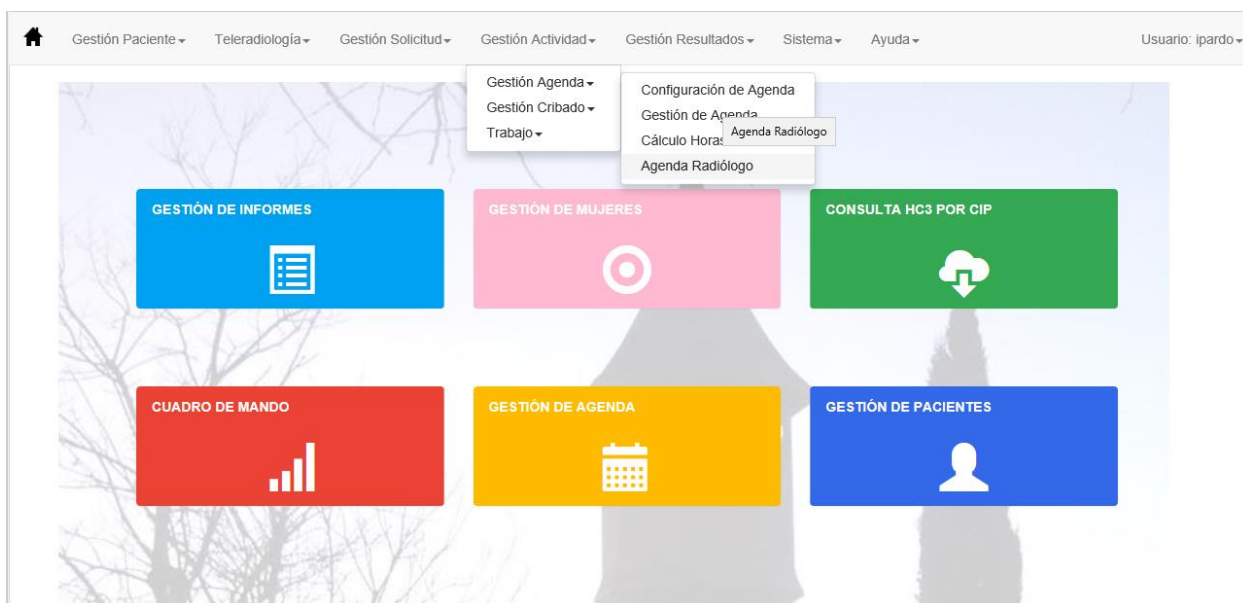 Gestión Paciente Teleradiología Gestión Solicitud Gestión Actividad Gestión Resultados Sistema Ayuda Usuario: ipardo
Gestión Agenda
Gestión Cribado
Trabajo
Configuración de Agenda
Gestión de Agenda
Cálculo Horas
Agenda Radiólogo
Agenda Radiólogo
GESTIÓN DE INFORMES
GESTIÓN DE MUJERES
CONSULTA HC3 POR CIP
CUADRO DE MANDO
GESTIÓN DE AGENDA
GESTIÓN DE PACIENTES